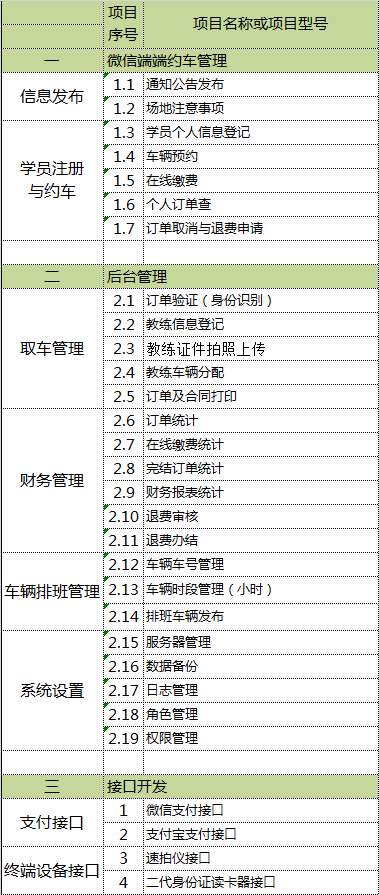 项目
序号
项目名称或项目型号
一 微信端端约车管理
信息发布
1.1 通知公告发布
1.2 场地注意事项
学员注册
与约车
1.3 学员个人信息登记
1.4 车辆预约
1.5 在线缴费
1.6 个人订单查
1.7 订单取消与退费申请
二 后台管理
取车管理
2.1 订单验证（身份识别）
2.2 教练信息登记
2.3 教练证件拍照上传
2.4 教练车辆分配
2.5 订单及合同打印
财务管理
2.6 订单统计
2.7 在线缴费统计
2.8 完结订单统计
2.9 财务报表统计
2.10 退费审核
2.11 退费办结
车辆排班管理
2.12 车辆车号管理
2.13 车辆时段管理（小时）
2.14 排班车辆发布
系统设置
2.15 服务器管理
2.16 数据备份
2.17 日志管理
2.18 角色管理
2.19 权限管理
三 接口开发
支付接口
1 微信支付接口
2 支付宝支付接口
终端设备接口
3 速拍仪接口
4 二代身份证读卡器接口